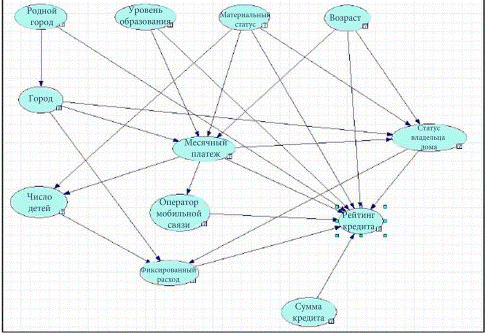 Родной
город
Уровень
образования
Материальный
статус
Возраст
Город
Месячный
платеж
Статус
владельца
дома
Число
детей
Оператор
мобильной
связи
Рейтинг
кредита
Фиксированный
расход
Сумма
кредита